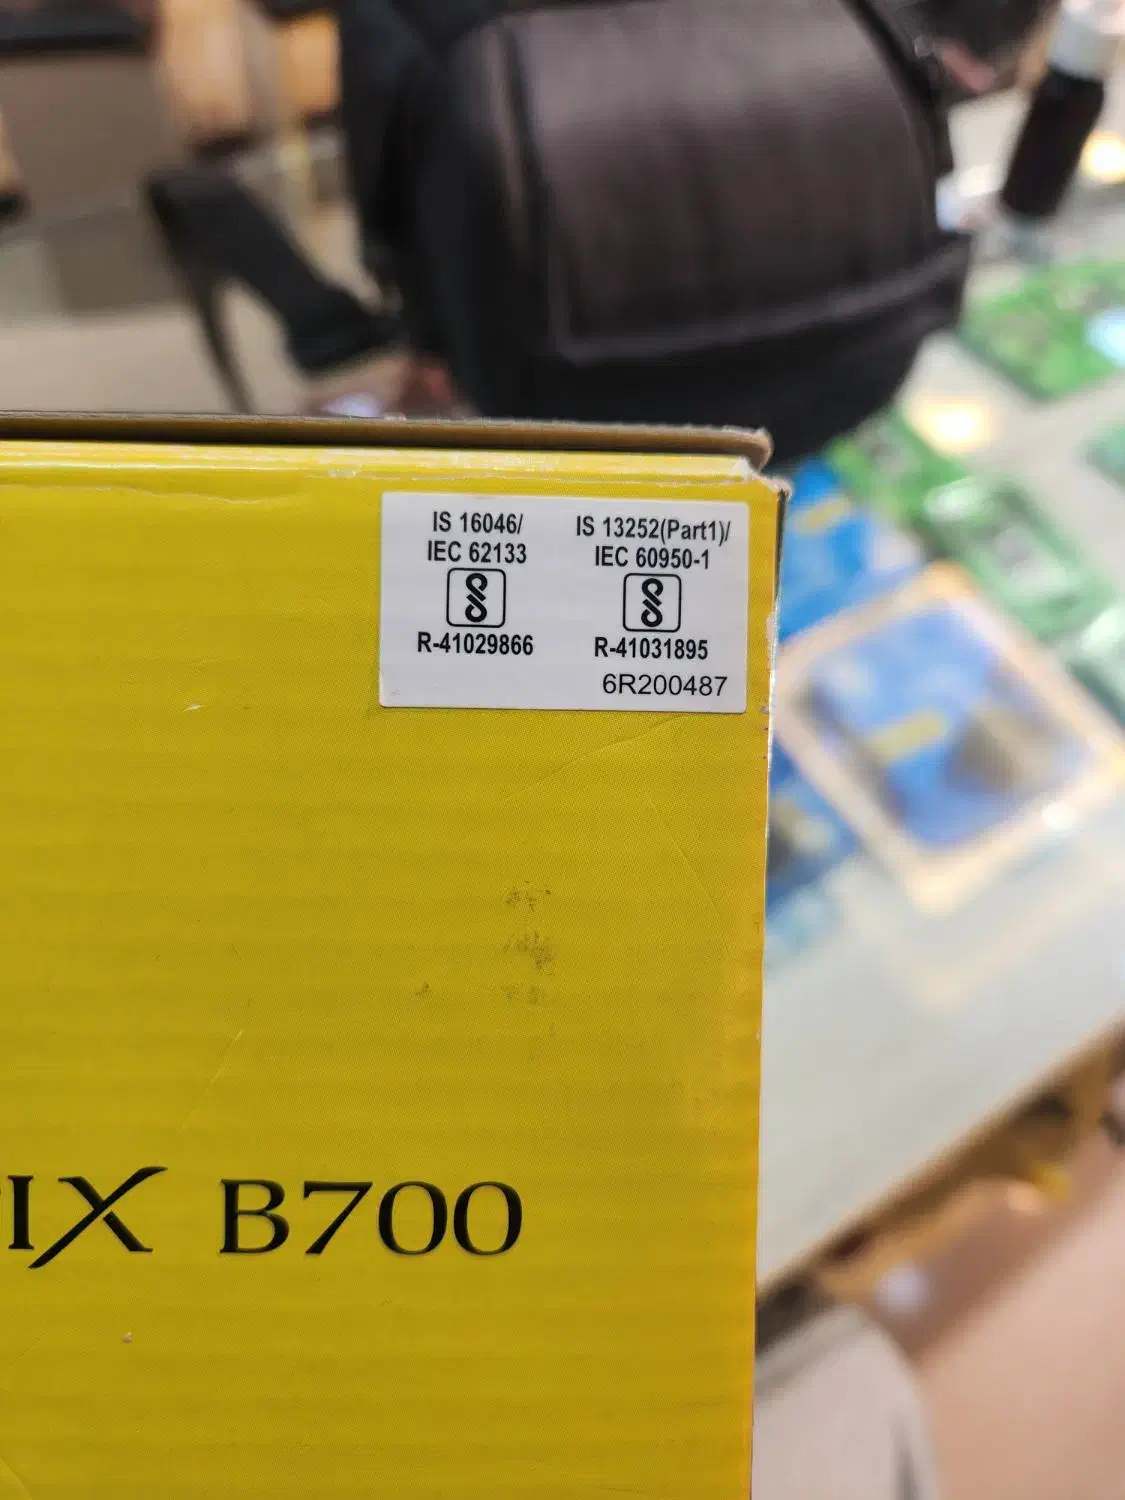 IS 16046/
IEC 62133
R-41029866
IS 13252(Part1)/
IEC 60950-1
R-41031895
6R200487
IX B700